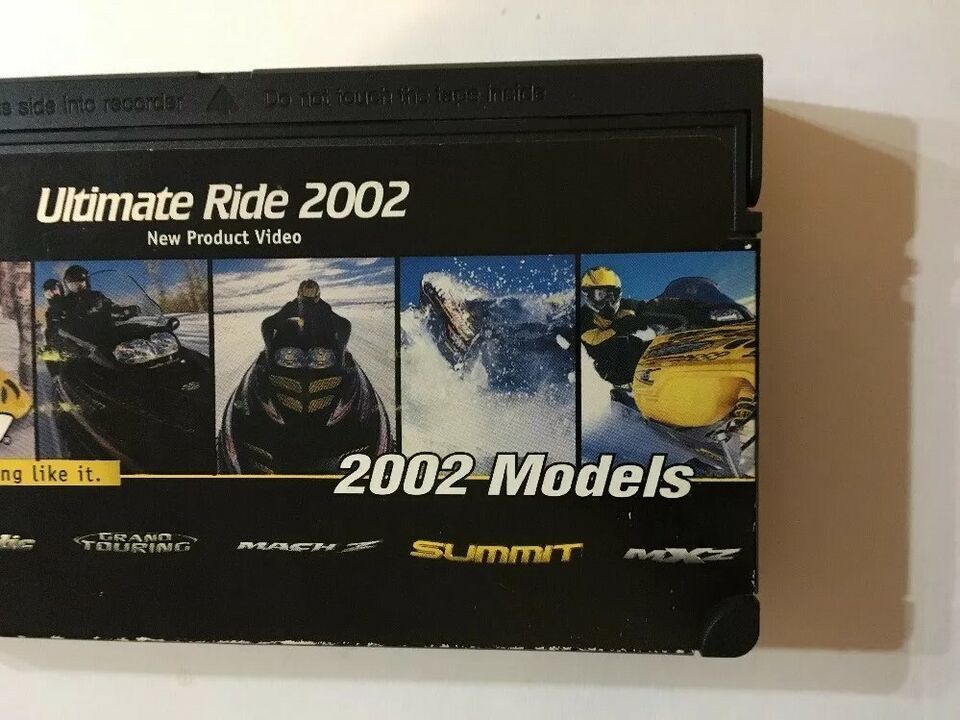 s side into recorder Do not touch the tape inside
Ultimate Ride 2002
New Product Video
ng like it.
2002 Models
tic GRAND TOURING MACH Z SUMMIT MXZ